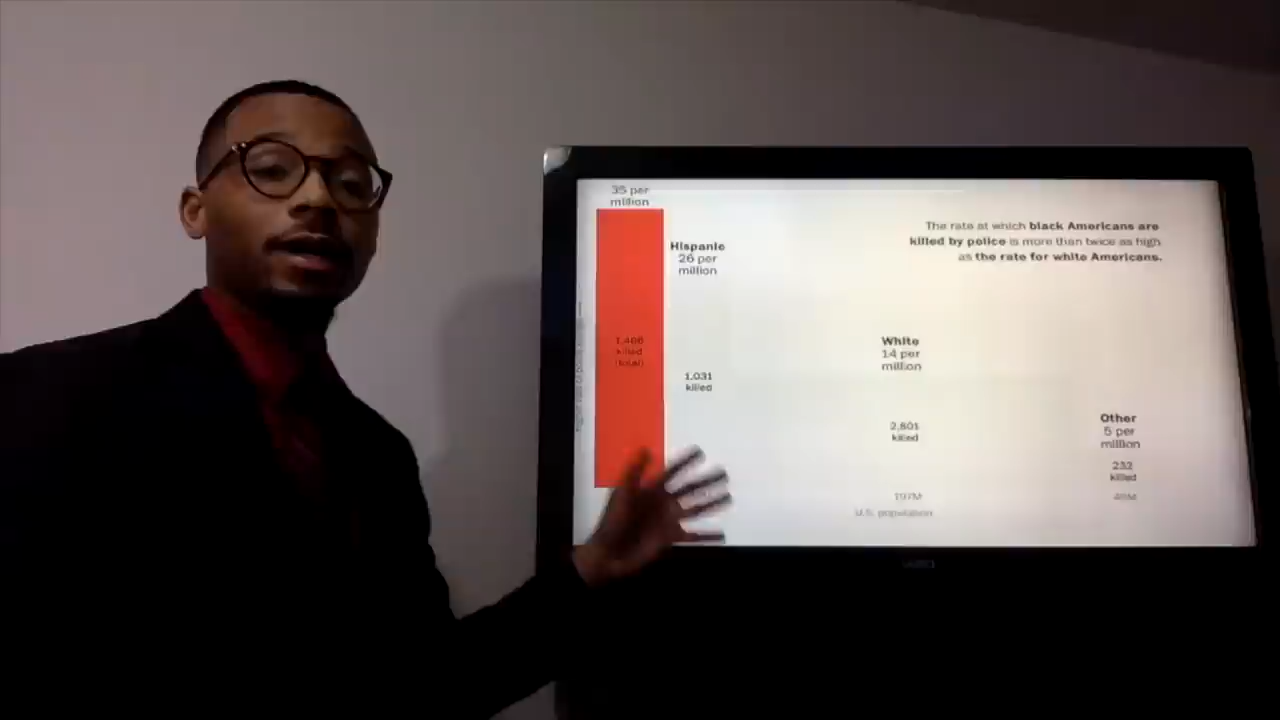 35 per
million
killed
(total)
Hispanic
26 per
million
1,031
killed
The rate at which black Americans are
killed by police is more than twice as high
as the rate for white Americans.
White
14 per
million
2,801
killed
197M
U.S. population
Other
5 per
million
232
killed